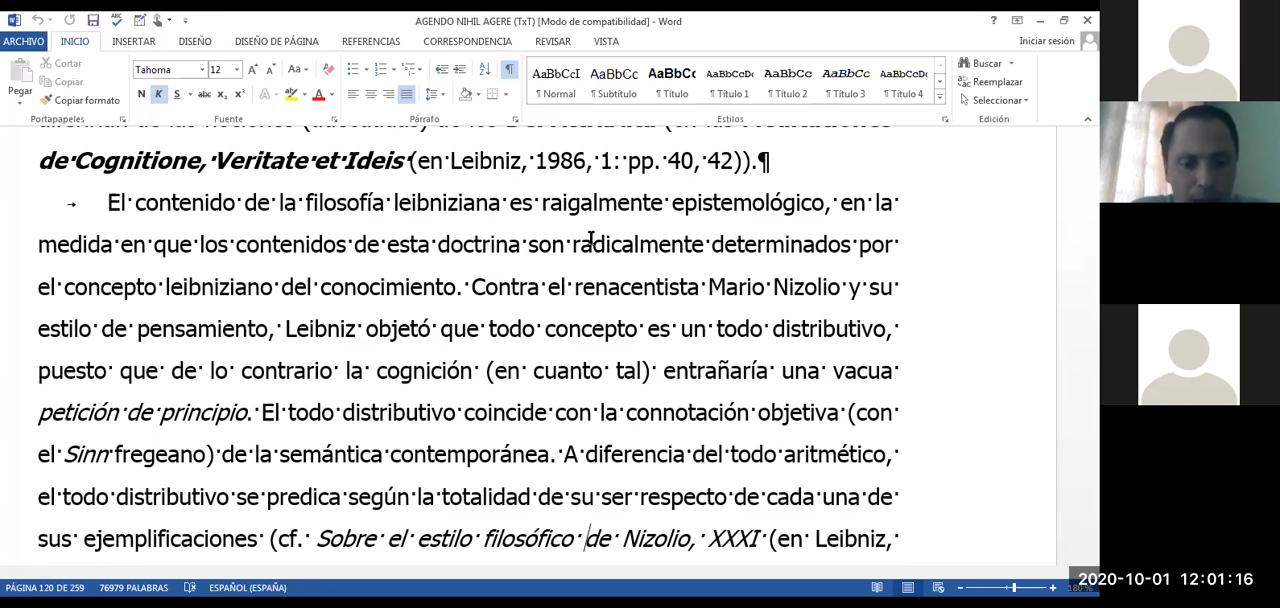 AGENDO NIHIL AGERE (TxT) [Modo de compatibilidad] - Word
ARCHIVO INICIO INSERTAR DISEÑO DISEÑO DE PÁGINA REFERENCIAS CORRESPONDENCIA REVISAR VISTA Iniciar sesión
Pegar
Cortar
Copiar
Copiar formato
Portapapeles
Tahoma 12
N K S abc x₂ x²
Fuente
Párrafo
AaBbCcI AaBbCc AaBbCc AaBbCcDc AaBbCc AaBbCc AaBbCcDc
¶ Normal ¶ Subtítulo ¶ Título ¶ Título 1 ¶ Título 2 ¶ Título 3 ¶ Título 4
Estilos
Buscar
Reemplazar
Seleccionar
Edición
de·Cognitione,·Veritate·et·Ideis·(en·Leibniz,·1986,·1:·pp.·40,·42)).¶
El·contenido·de·la·filosofía·leibniziana·es·raigalmente·epistemológico,·en·la·
medida·en·que·los·contenidos·de·esta·doctrina·son·radicalmente·determinados·por·
el·concepto·leibniziano·del·conocimiento.·Contra·el·renacentista·Mario·Nizolio·y·su·
estilo·de·pensamiento,·Leibniz·objetó·que·todo·concepto·es·un·todo·distributivo,·
puesto·que·de·lo·contrario·la·cognición·(en·cuanto·tal)·entrañaría·una·vacua·
petición·de·principio.·El·todo·distributivo·coincide·con·la·connotación·objetiva·(con·
el·Sinn·fregeano)·de·la·semántica·contemporánea.·A·diferencia·del·todo·aritmético,·
el·todo·distributivo·se·predica·según·la·totalidad·de·su·ser·respecto·de·cada·una·de·
sus·ejemplificaciones·(cf.·Sobre·el·estilo·filosófico·de·Nizolio,·XXXI·(en·Leibniz,·
PÁGINA 120 DE 259 76979 PALABRAS ESPAÑOL (ESPAÑA) 180 %
2020-10-01 12:01:16